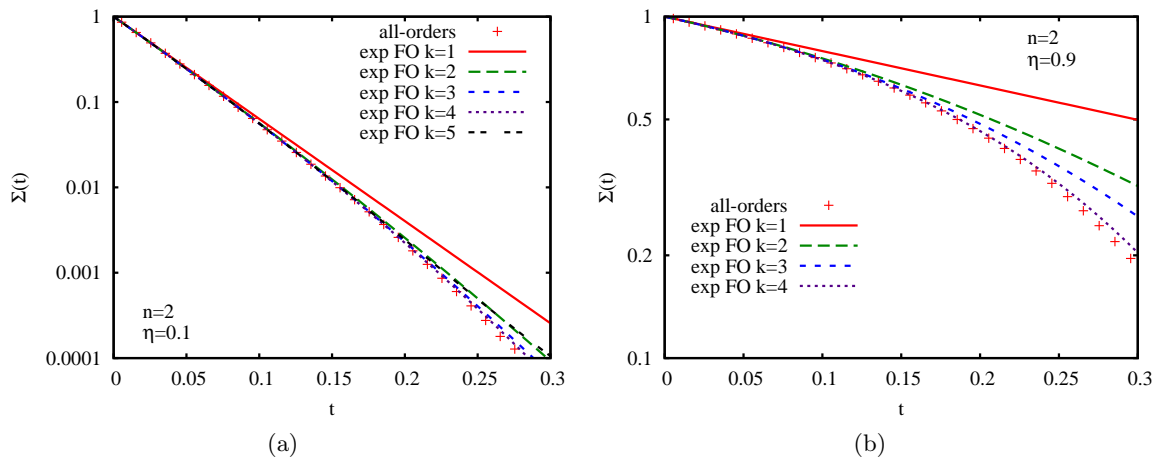 1
0.1
0.01
0.001
0.0001
Σ(t)
0
0.05
0.1
0.15
0.2
0.25
0.3
t
all-orders
exp FO k=1
exp FO k=2
exp FO k=3
exp FO k=4
exp FO k=5
n=2
η=0.1
(a)
1
0.5
0.2
0.1
Σ(t)
0
0.05
0.1
0.15
0.2
0.25
0.3
t
n=2
η=0.9
all-orders
exp FO k=1
exp FO k=2
exp FO k=3
exp FO k=4
(b)